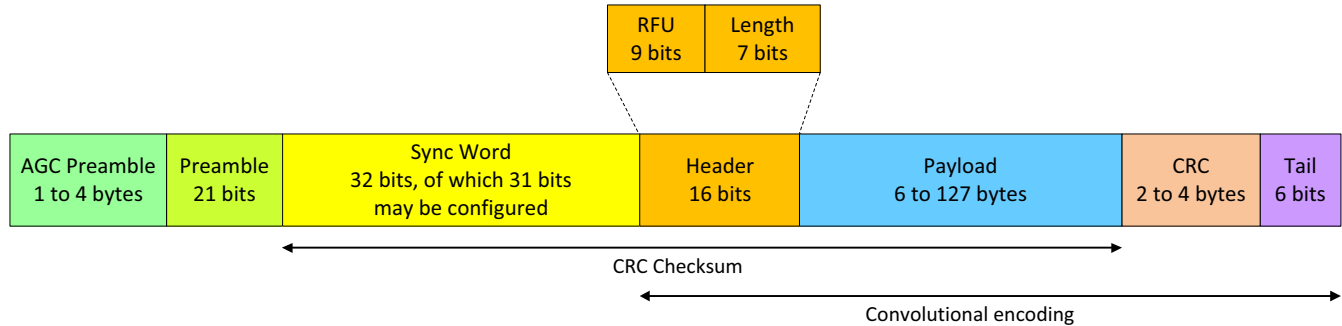 RFU
9 bits
Length
7 bits
AGC Preamble
1 to 4 bytes
Preamble
21 bits
Sync Word
32 bits, of which 31 bits
may be configured
Header
16 bits
Payload
6 to 127 bytes
CRC
2 to 4 bytes
Tail
6 bits
CRC Checksum
Convolutional encoding